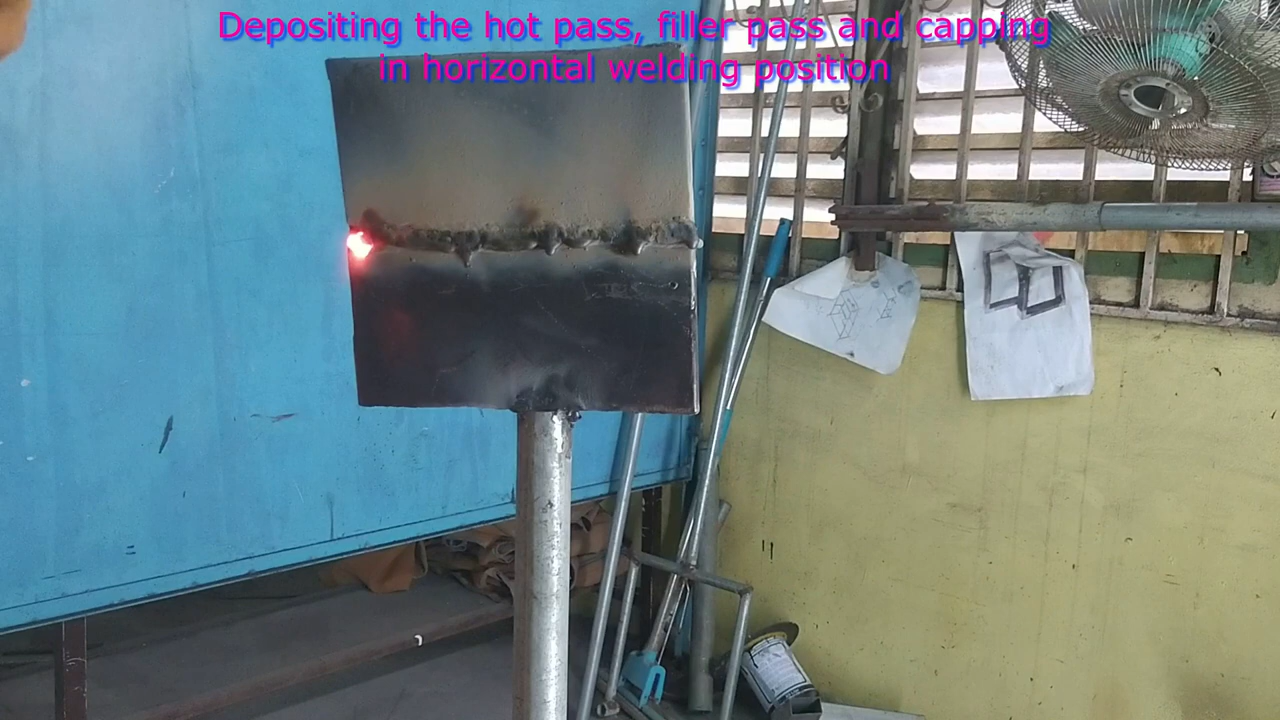 Depositing the hot pass, filler pass and capping
in horizontal welding position